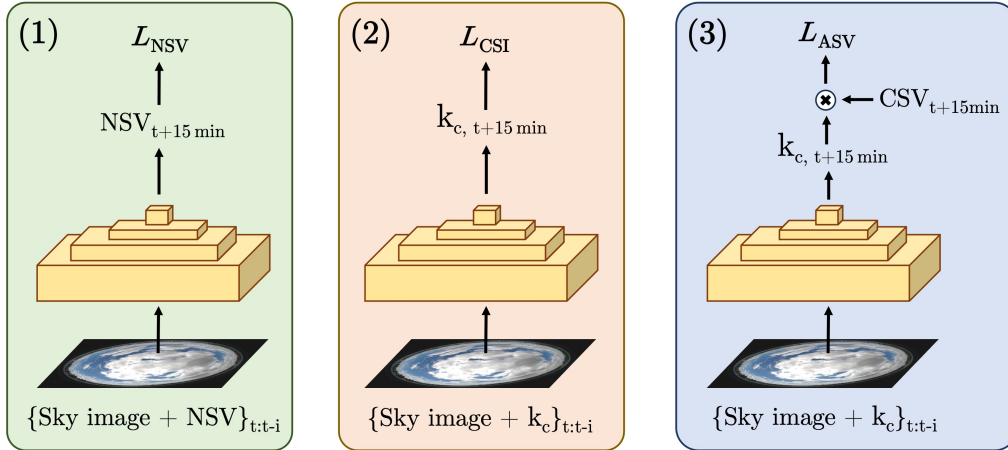 (1)
L_NSV
NSV_t+15 min
{Sky image + NSV}_t:t-i
(2)
L_CSI
k_c, t+15 min
{Sky image + k_c}_t:t-i
(3)
L_ASV
CSV_t+15min
k_c, t+15 min
{Sky image + k_c}_t:t-i